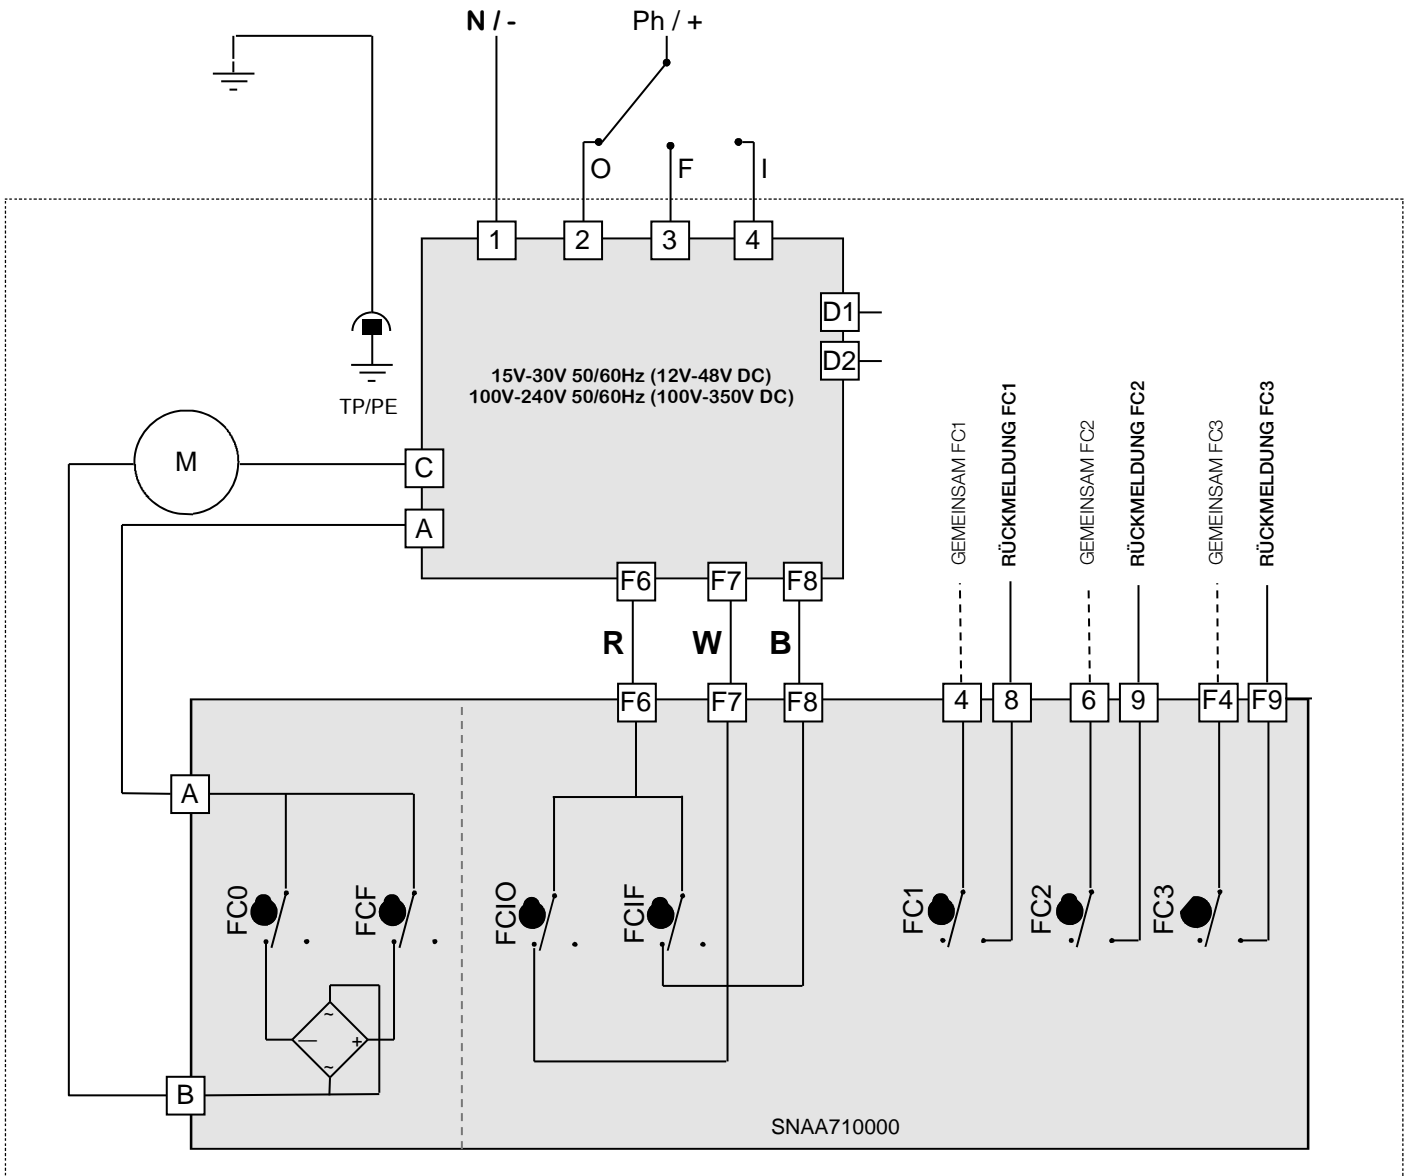 N / -
Ph / +
O
F
I
1
2
3
4
D1
D2
15V-30V 50/60Hz (12V-48V DC)
100V-240V 50/60Hz (100V-350V DC)
TP/PE
M
C
A
GEMEINSAM FC1
RÜCKMELDUNG FC1
GEMEINSAM FC2
RÜCKMELDUNG FC2
GEMEINSAM FC3
RÜCKMELDUNG FC3
F6
F7
F8
R
W
B
F6
F7
F8
4
8
6
9
F4
F9
A
FC0
FCF
FCIO
FCIF
FC1
FC2
FC3
~
—
+
~
B
SNAA710000